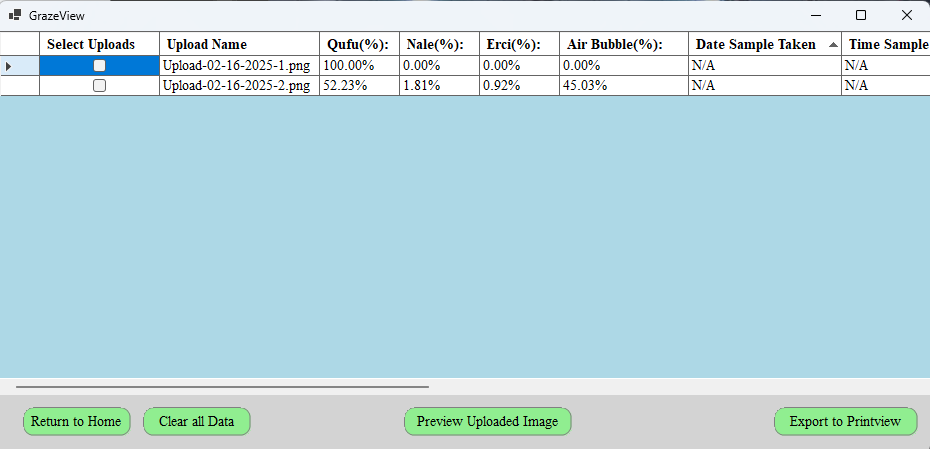 GrazeView
Select Uploads Upload Name Qufu(%): Nale(%): Erci(%): Air Bubble(%): Date Sample Taken Time Sample
Upload-02-16-2025-1.png 100.00% 0.00% 0.00% 0.00% N/A N/A
Upload-02-16-2025-2.png 52.23% 1.81% 0.92% 45.03% N/A N/A
Return to Home Clear all Data Preview Uploaded Image Export to Printview